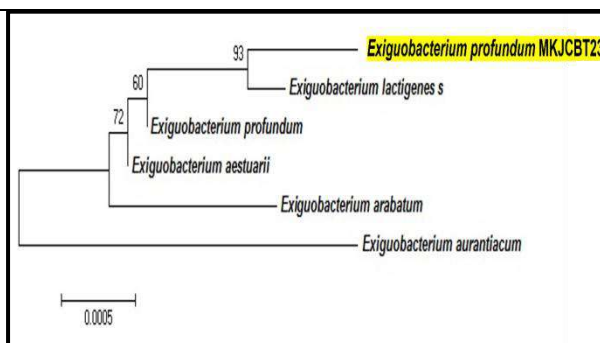 93
Exiguobacterium profundum MKJCBT23
60
Exiguobacterium lactigenes s
72
Exiguobacterium profundum
Exiguobacterium aestuarii
Exiguobacterium arabatum
Exiguobacterium aurantiacum
0.0005